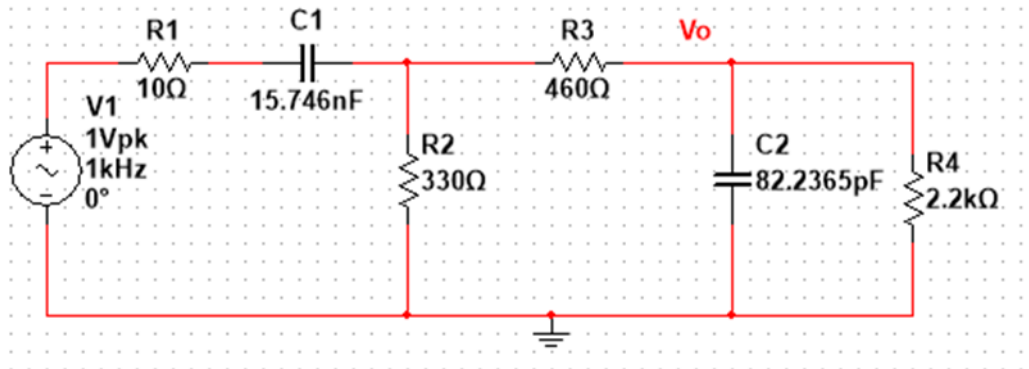 R1
10Ω
C1
15.746nF
R3
460Ω
Vo
V1
1Vpk
1kHz
0°
R2
330Ω
C2
82.2365pF
R4
2.2kΩ